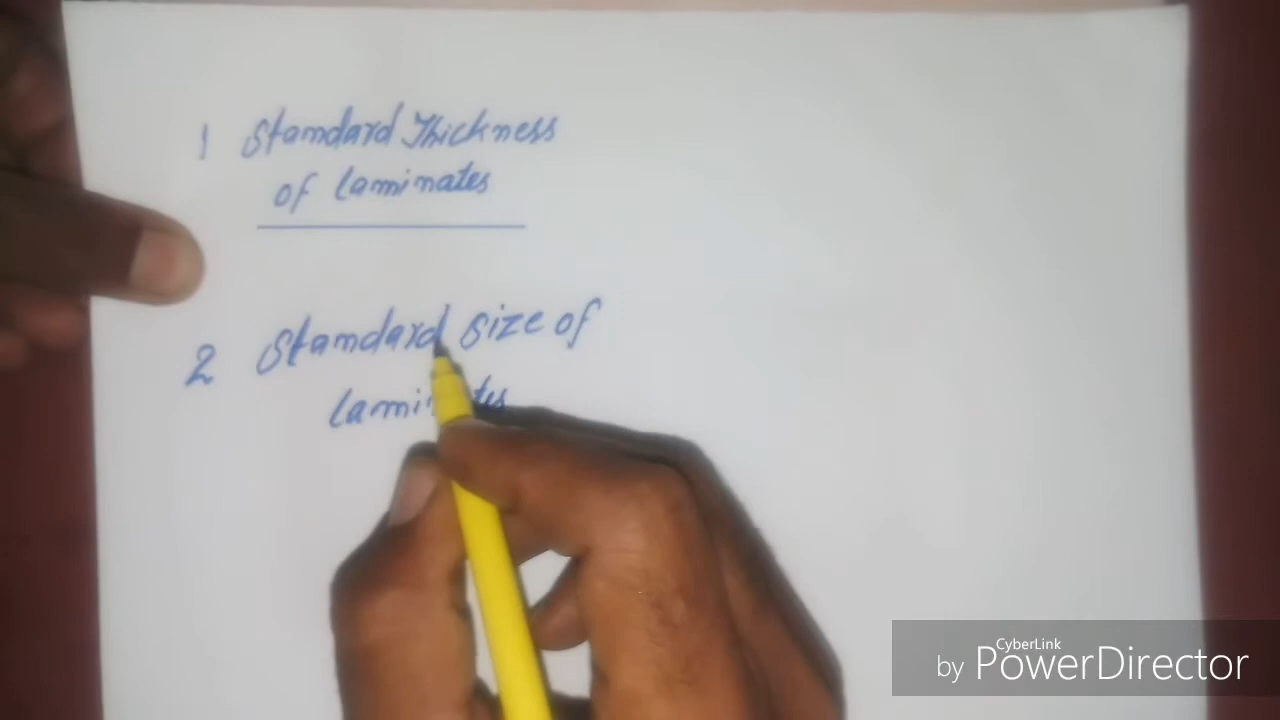 1 Standard Thickness
of laminates
2 Standard size of
CyberLink
by PowerDirector